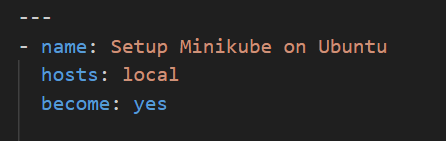 ---
- name: Setup Minikube on Ubuntu
  hosts: local
  become: yes